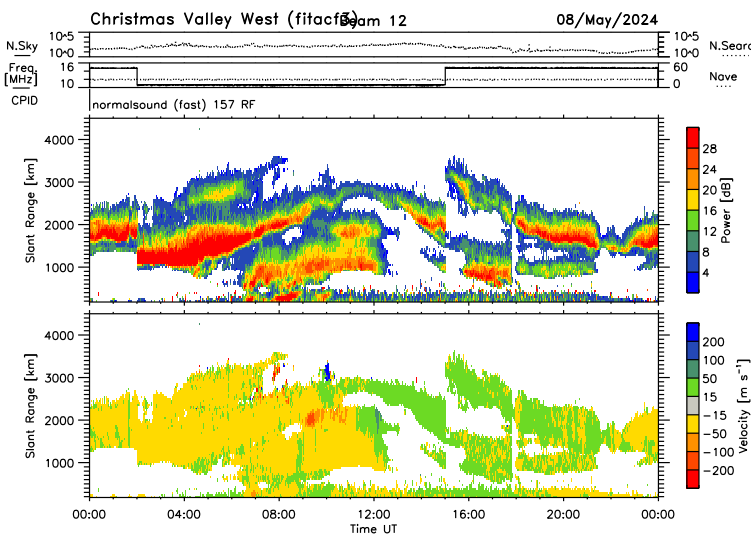 Christmas Valley West (fitacf3) Beam 12 08/May/2024
N.Sky 10^5 10^0 10^5 10^0 N.Searc
Freq [MHz] 16 10 60 0 Nave
CPID normalsound (fast) 157 RF
Slant Range [km] 4000 3000 2000 1000
Power [dB] 28 24 20 16 12 8 4
Slant Range [km] 4000 3000 2000 1000
Velocity [m s⁻¹] 200 100 50 15 −15 −50 −100 −200
00:00 04:00 08:00 12:00 16:00 20:00 00:00
Time UT